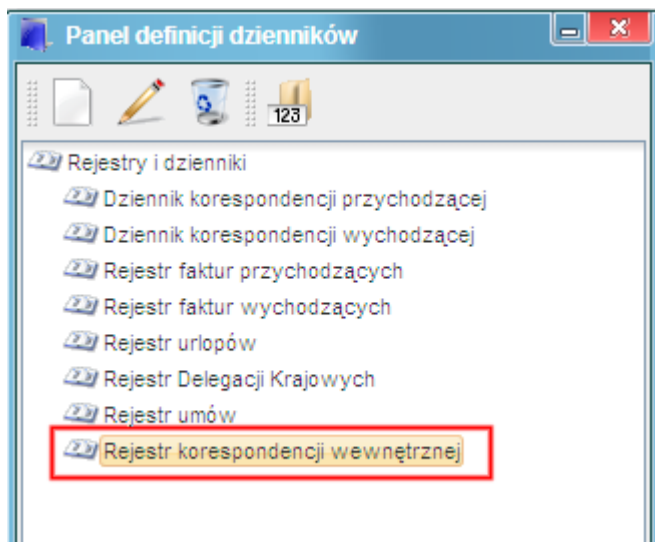 Panel definicji dzienników
123
Rejestry i dzienniki
Dziennik korespondencji przychodzącej
Dziennik korespondencji wychodzącej
Rejestr faktur przychodzących
Rejestr faktur wychodzących
Rejestr urlopów
Rejestr Delegacji Krajowych
Rejestr umów
Rejestr korespondencji wewnętrznej